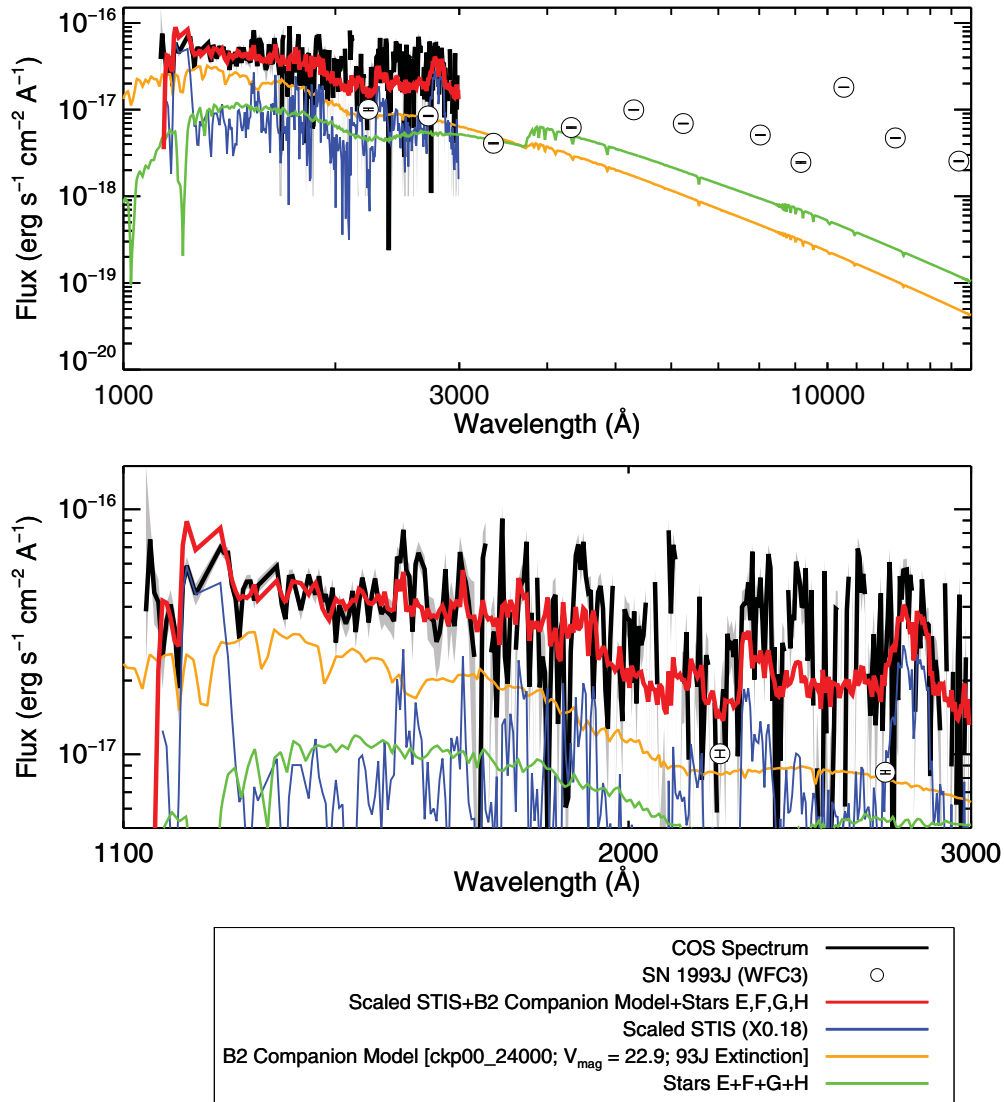 10⁻¹⁶
10⁻¹⁷
10⁻¹⁸
10⁻¹⁹
10⁻²⁰
Flux (erg s⁻¹ cm⁻² A⁻¹)
1000
3000
10000
Wavelength (Å)
10⁻¹⁶
10⁻¹⁷
Flux (erg s⁻¹ cm⁻² A⁻¹)
1100
2000
3000
Wavelength (Å)
COS Spectrum
SN 1993J (WFC3)
Scaled STIS+B2 Companion Model+Stars E,F,G,H
Scaled STIS (X0.18)
B2 Companion Model [ckp00_24000; V_mag = 22.9; 93J Extinction]
Stars E+F+G+H